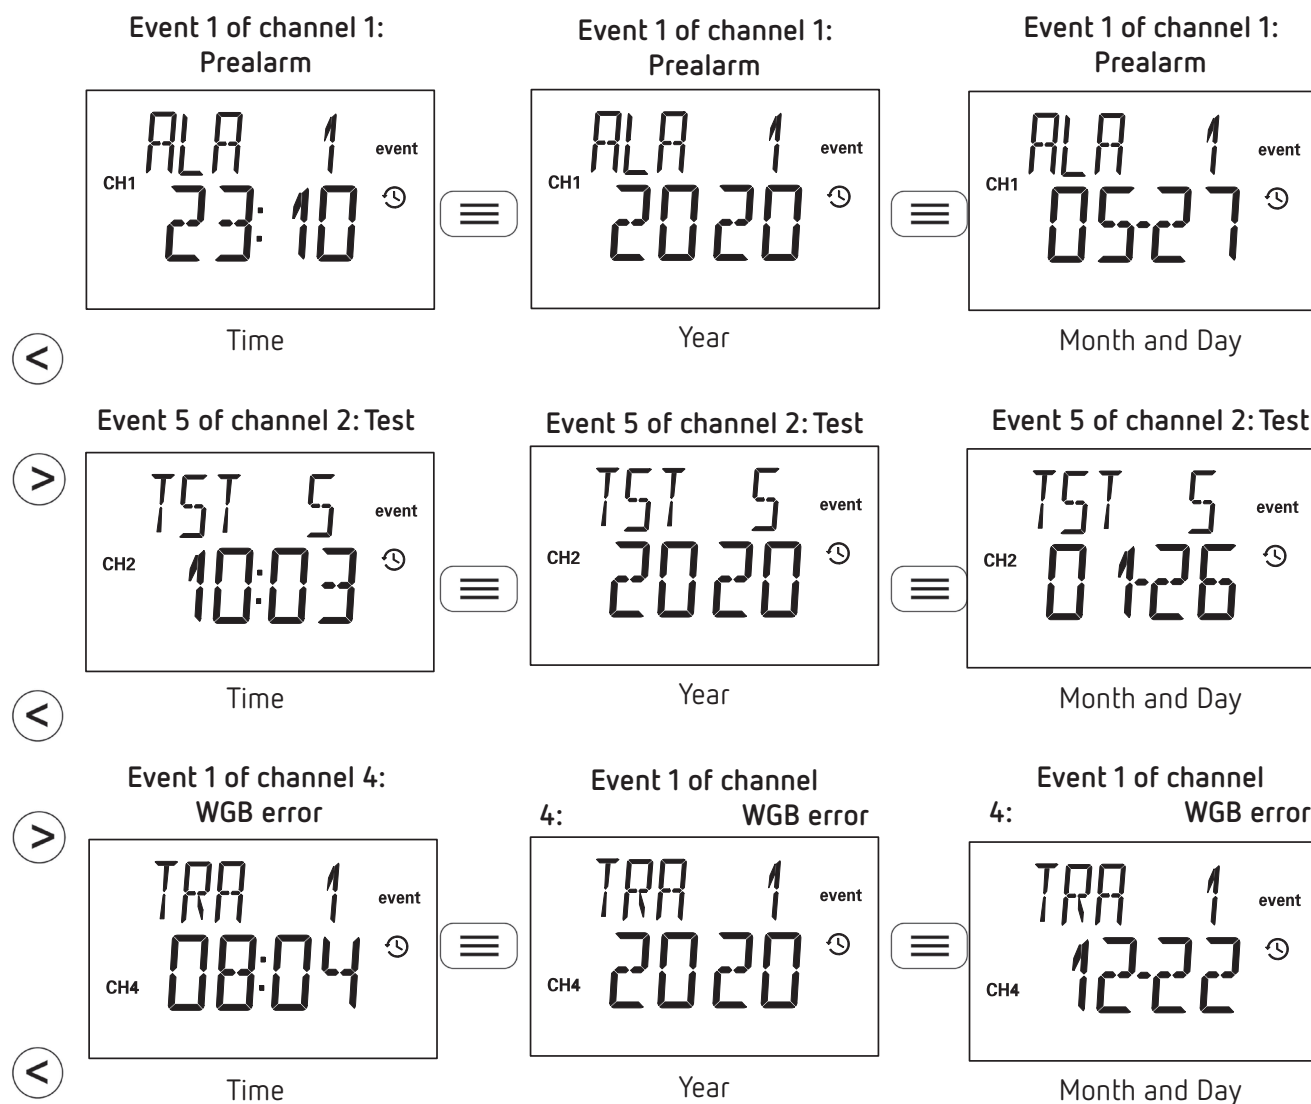 Event 1 of channel 1:
Prealarm
Event 1 of channel 1:
Prealarm
Event 1 of channel 1:
Prealarm
ALA 1
event
CH1
23:10
ALA 1
event
CH1
2020
ALA 1
event
CH1
05-27
Time
Year
Month and Day
<
Event 5 of channel 2: Test
Event 5 of channel 2: Test
Event 5 of channel 2: Test
>
TST 5
event
CH2
10:03
TST 5
event
CH2
2020
TST 5
event
CH2
01-26
Time
Year
Month and Day
<
Event 1 of channel 4:
WGB error
Event 1 of channel
4: WGB error
Event 1 of channel
4: WGB error
>
TRA 1
event
CH4
08:04
TRA 1
event
CH4
2020
TRA 1
event
CH4
12-22
<
Time
Year
Month and Day